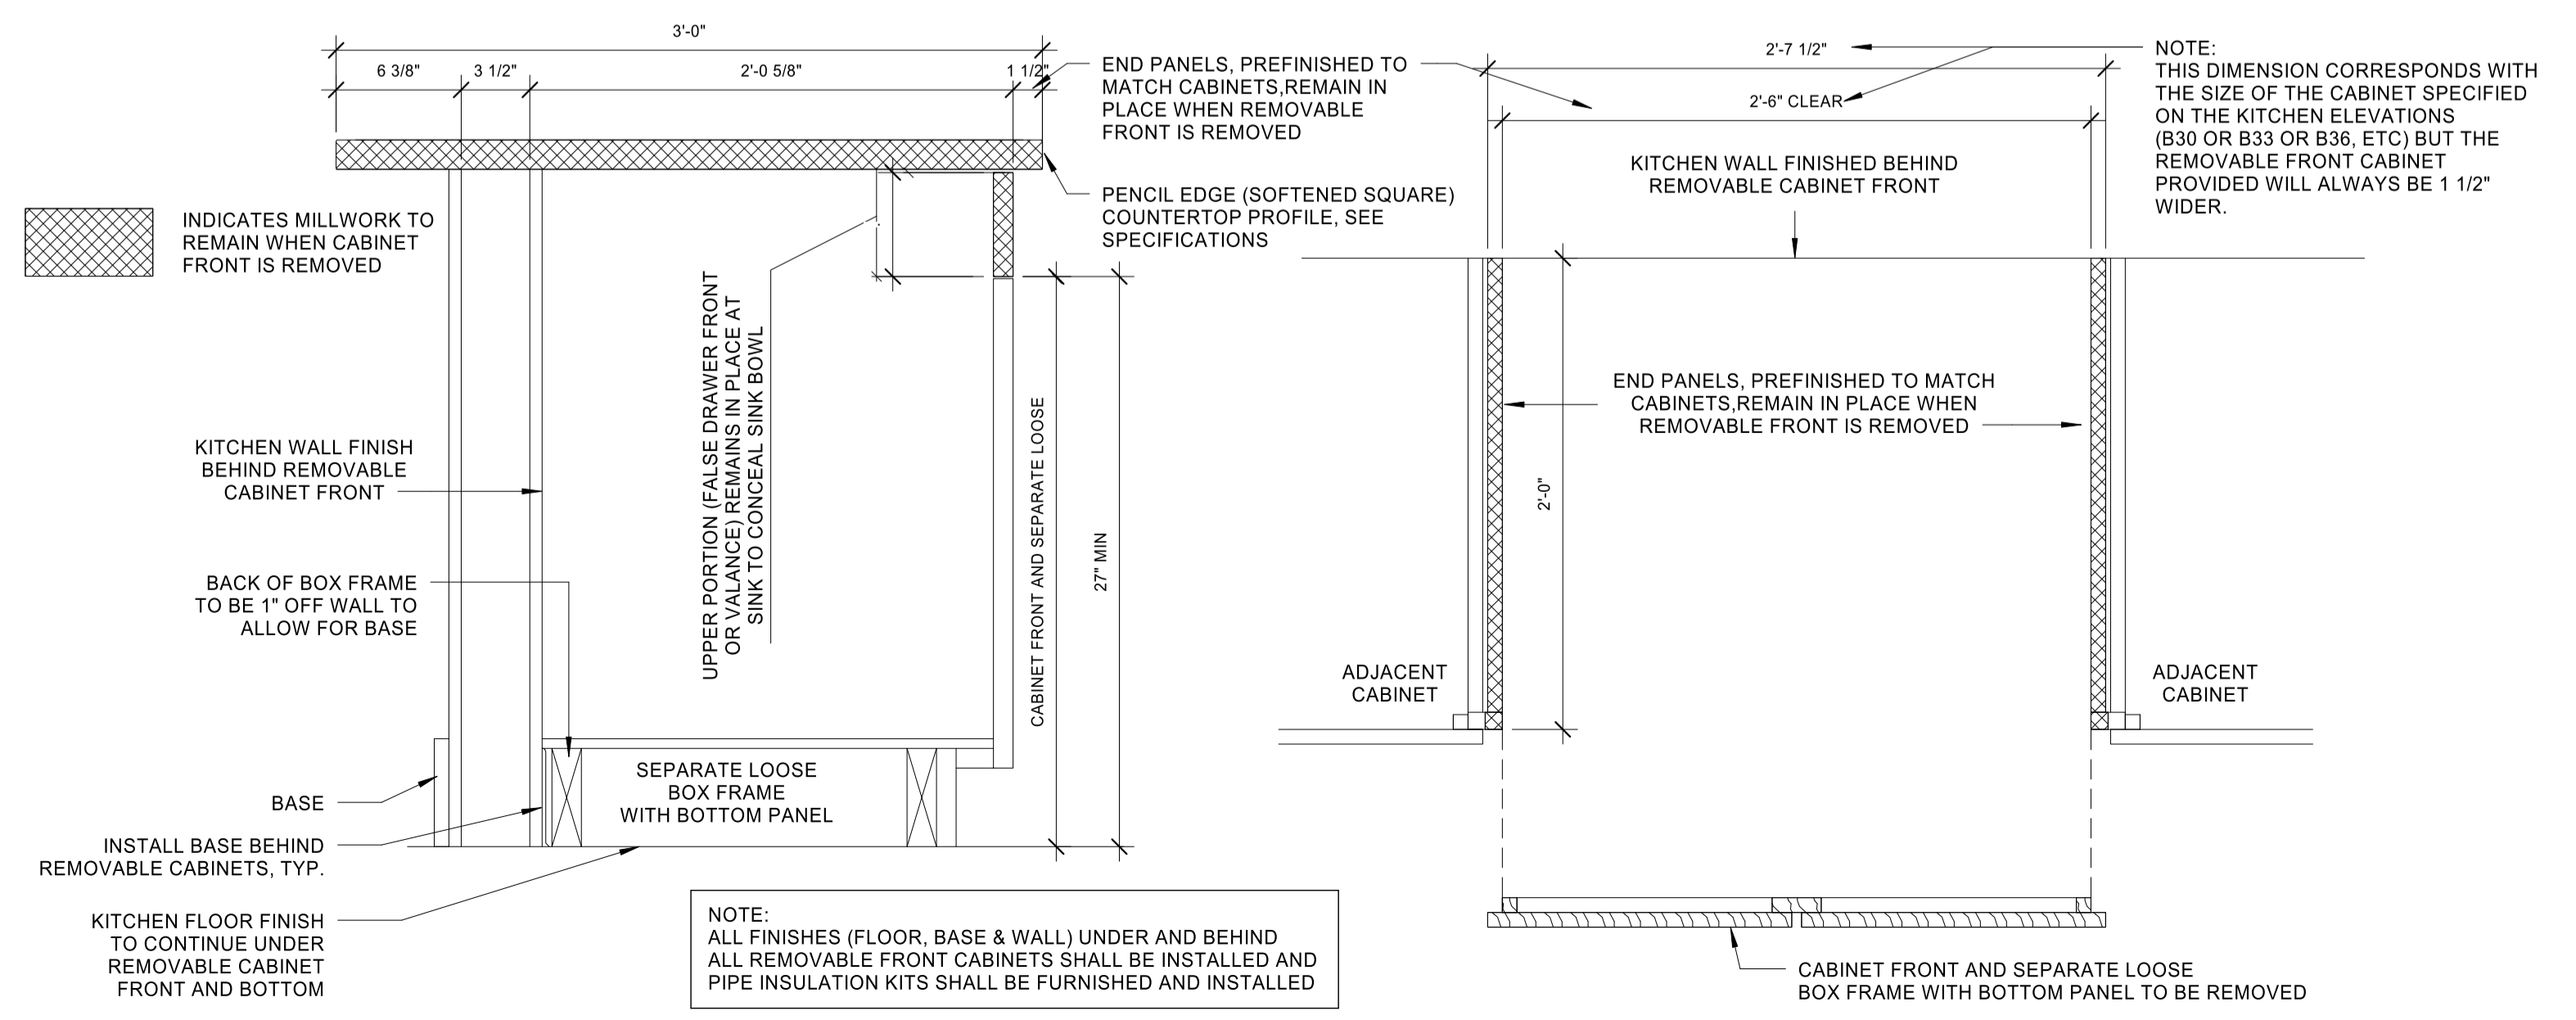 3'-0"
6 3/8"
3 1/2"
2'-0 5/8"
1 1/2"
END PANELS, PREFINISHED TO
MATCH CABINETS,REMAIN IN
PLACE WHEN REMOVABLE
FRONT IS REMOVED
PENCIL EDGE (SOFTENED SQUARE)
COUNTERTOP PROFILE, SEE
SPECIFICATIONS
INDICATES MILLWORK TO
REMAIN WHEN CABINET
FRONT IS REMOVED
UPPER PORTION (FALSE DRAWER FRONT
OR VALANCE) REMAINS IN PLACE AT
SINK TO CONCEAL SINK BOWL
CABINET FRONT AND SEPARATE LOOSE
27" MIN
KITCHEN WALL FINISH
BEHIND REMOVABLE
CABINET FRONT
BACK OF BOX FRAME
TO BE 1" OFF WALL TO
ALLOW FOR BASE
SEPARATE LOOSE
BOX FRAME
WITH BOTTOM PANEL
BASE
INSTALL BASE BEHIND
REMOVABLE CABINETS, TYP.
KITCHEN FLOOR FINISH
TO CONTINUE UNDER
REMOVABLE CABINET
FRONT AND BOTTOM
NOTE:
ALL FINISHES (FLOOR, BASE & WALL) UNDER AND BEHIND
ALL REMOVABLE FRONT CABINETS SHALL BE INSTALLED AND
PIPE INSULATION KITS SHALL BE FURNISHED AND INSTALLED
2'-7 1/2"
2'-6" CLEAR
NOTE:
THIS DIMENSION CORRESPONDS WITH
THE SIZE OF THE CABINET SPECIFIED
ON THE KITCHEN ELEVATIONS
(B30 OR B33 OR B36, ETC) BUT THE
REMOVABLE FRONT CABINET
PROVIDED WILL ALWAYS BE 1 1/2"
WIDER.
KITCHEN WALL FINISHED BEHIND
REMOVABLE CABINET FRONT
END PANELS, PREFINISHED TO MATCH
CABINETS,REMAIN IN PLACE WHEN
REMOVABLE FRONT IS REMOVED
2'-0"
ADJACENT
CABINET
ADJACENT
CABINET
CABINET FRONT AND SEPARATE LOOSE
BOX FRAME WITH BOTTOM PANEL TO BE REMOVED